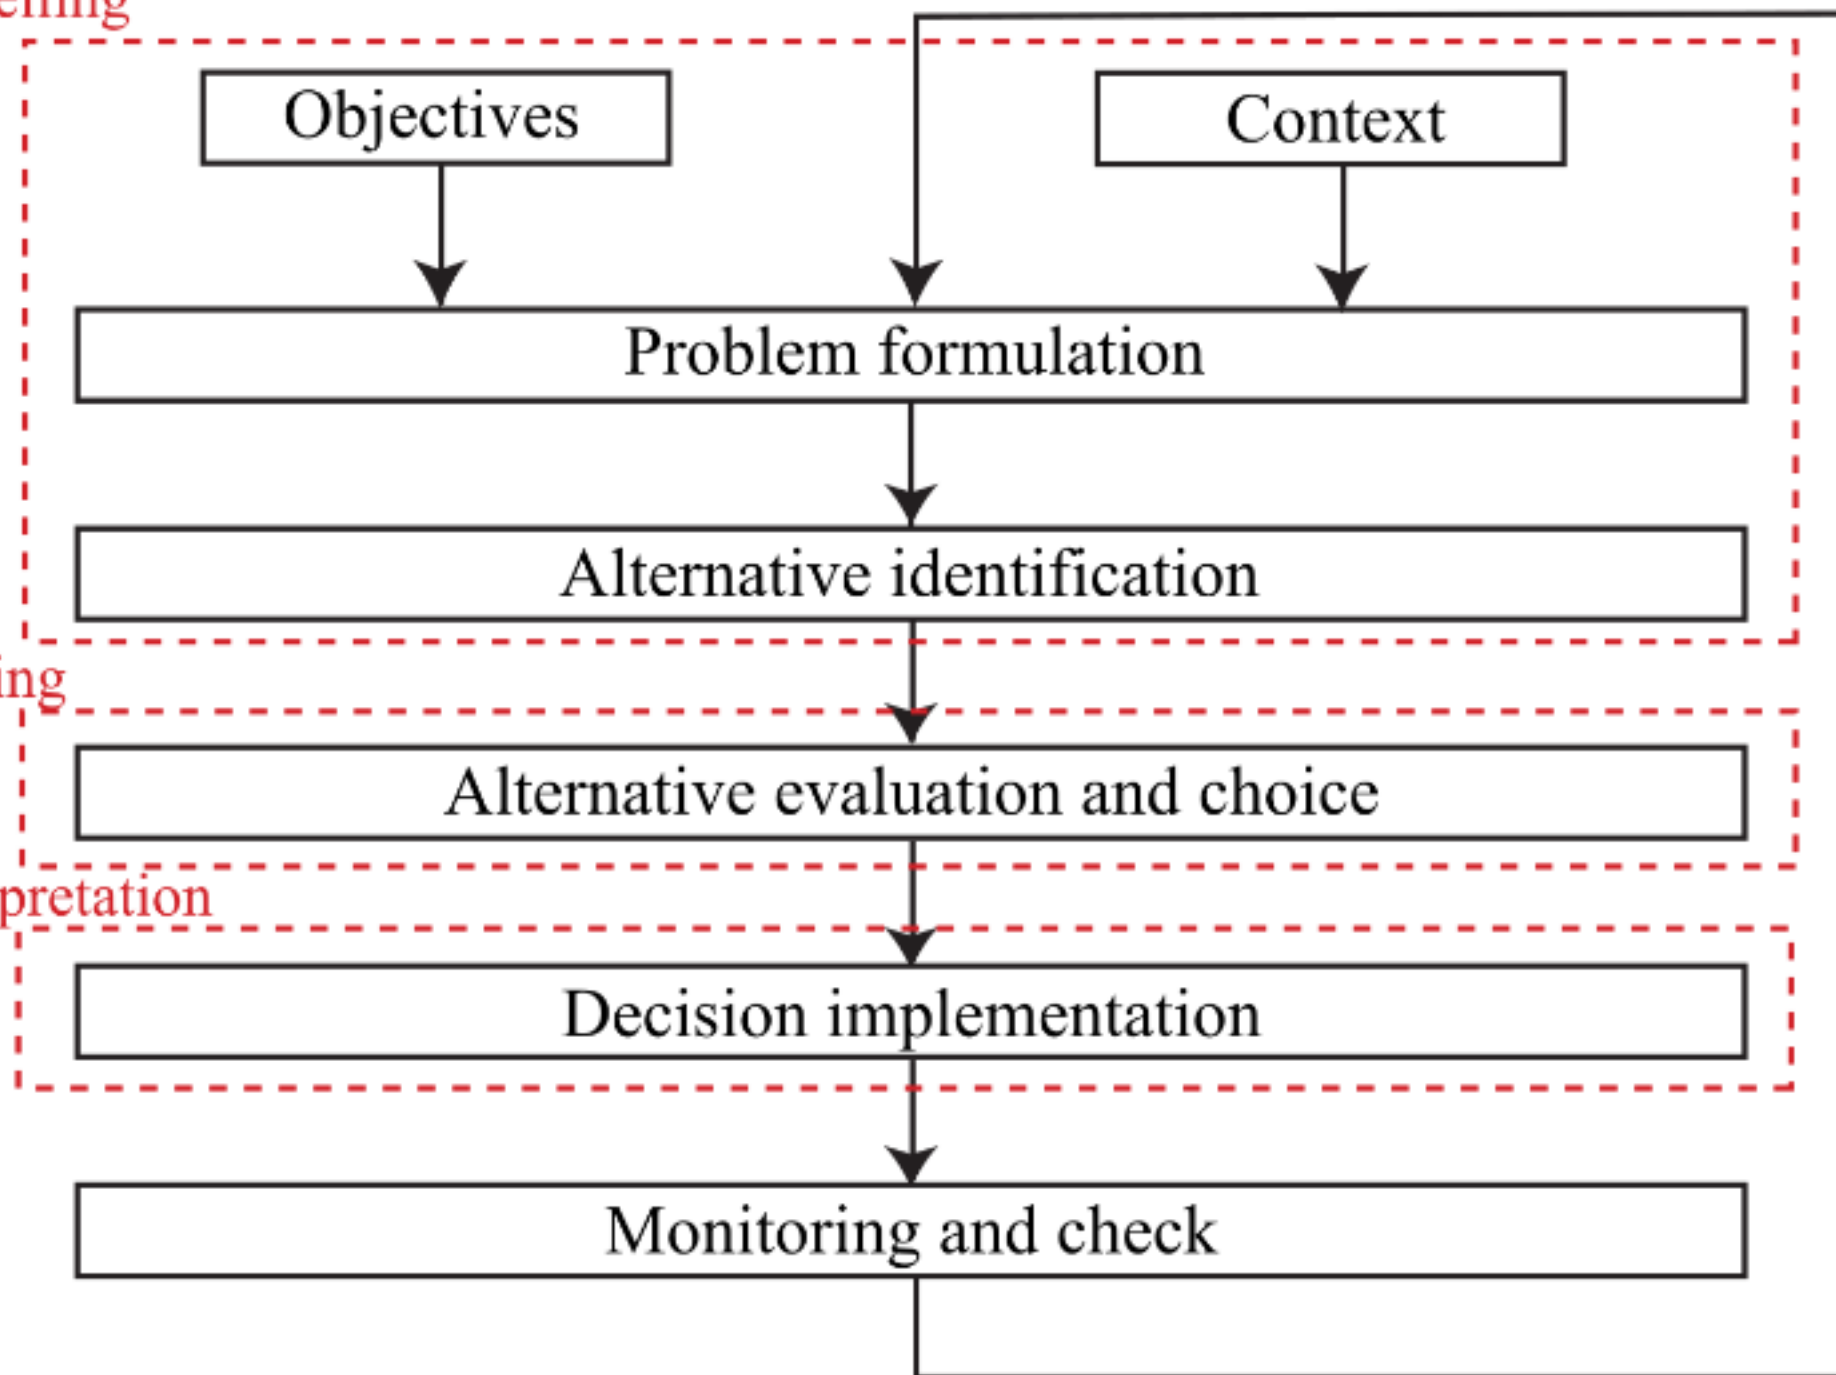 Objectives
Context
Problem formulation
Alternative identification
ing
Alternative evaluation and choice
pretation
Decision implementation
Monitoring and check